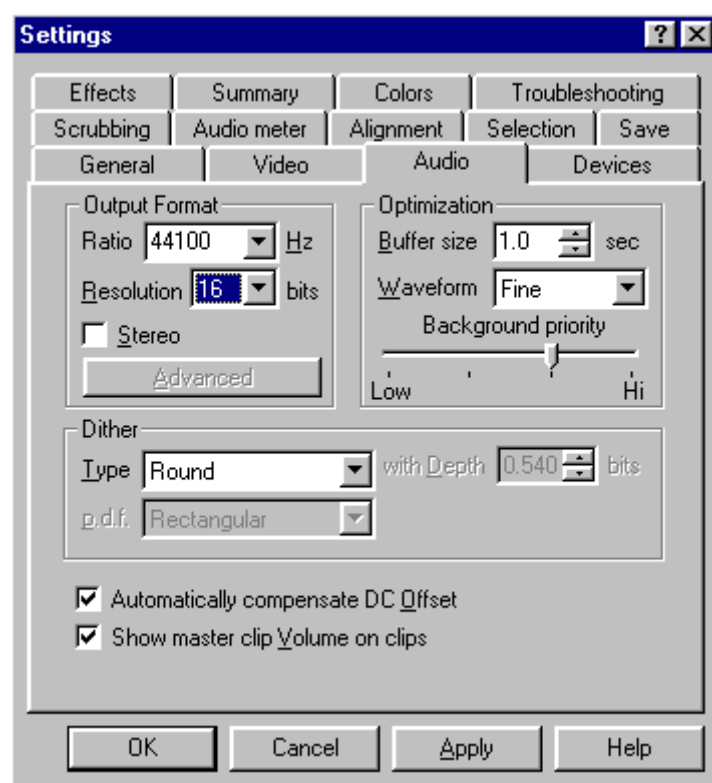 Settings
Effects Summary Colors Troubleshooting
Scrubbing Audio meter Alignment Selection Save
General Video Audio Devices
Output Format
Ratio 44100 Hz
Resolution 16 bits
Stereo
Advanced
Optimization
Buffer size 1.0 sec
Waveform Fine
Background priority
Low Hi
Dither
Type Round with Depth 0.540 bits
p.d.f. Rectangular
Automatically compensate DC Offset
Show master clip Volume on clips
OK Cancel Apply Help